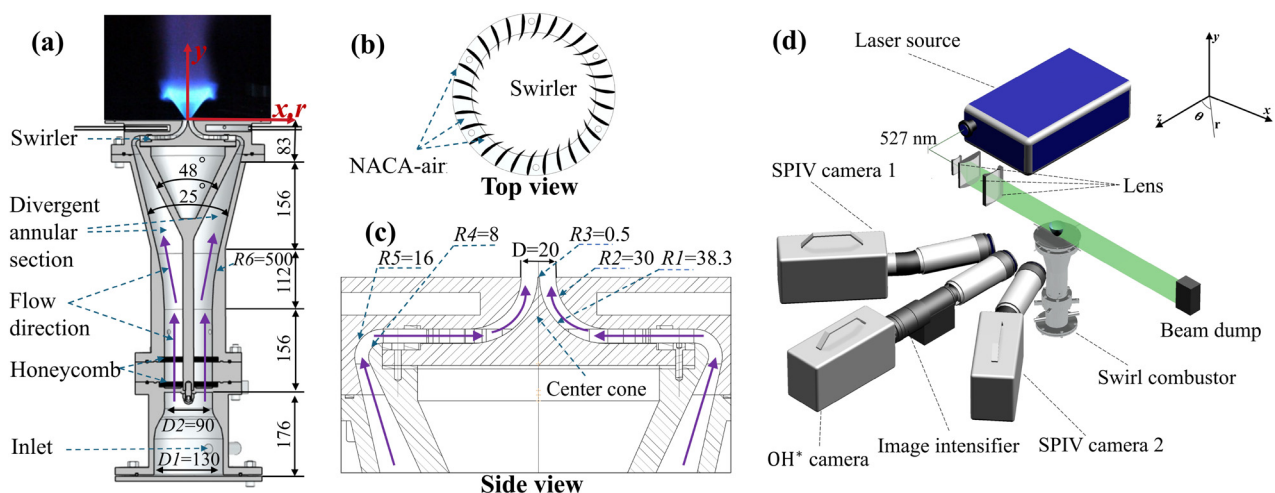 (a)
y
x,r
Swirler
83
48°
25°
156
Divergent
annular
section
R6=500
112
Flow
direction
156
Honeycomb
D2=90
176
Inlet
D1=130
(b)
Swirler
NACA-air
Top view
(c)
R4=8
D=20
R3=0.5
R5=16
R2=30
R1=38.3
Center cone
Side view
(d)
Laser source
y
z
θ
r
x
527 nm
SPIV camera 1
Lens
Beam dump
Swirl combustor
Image intensifier
SPIV camera 2
OH* camera